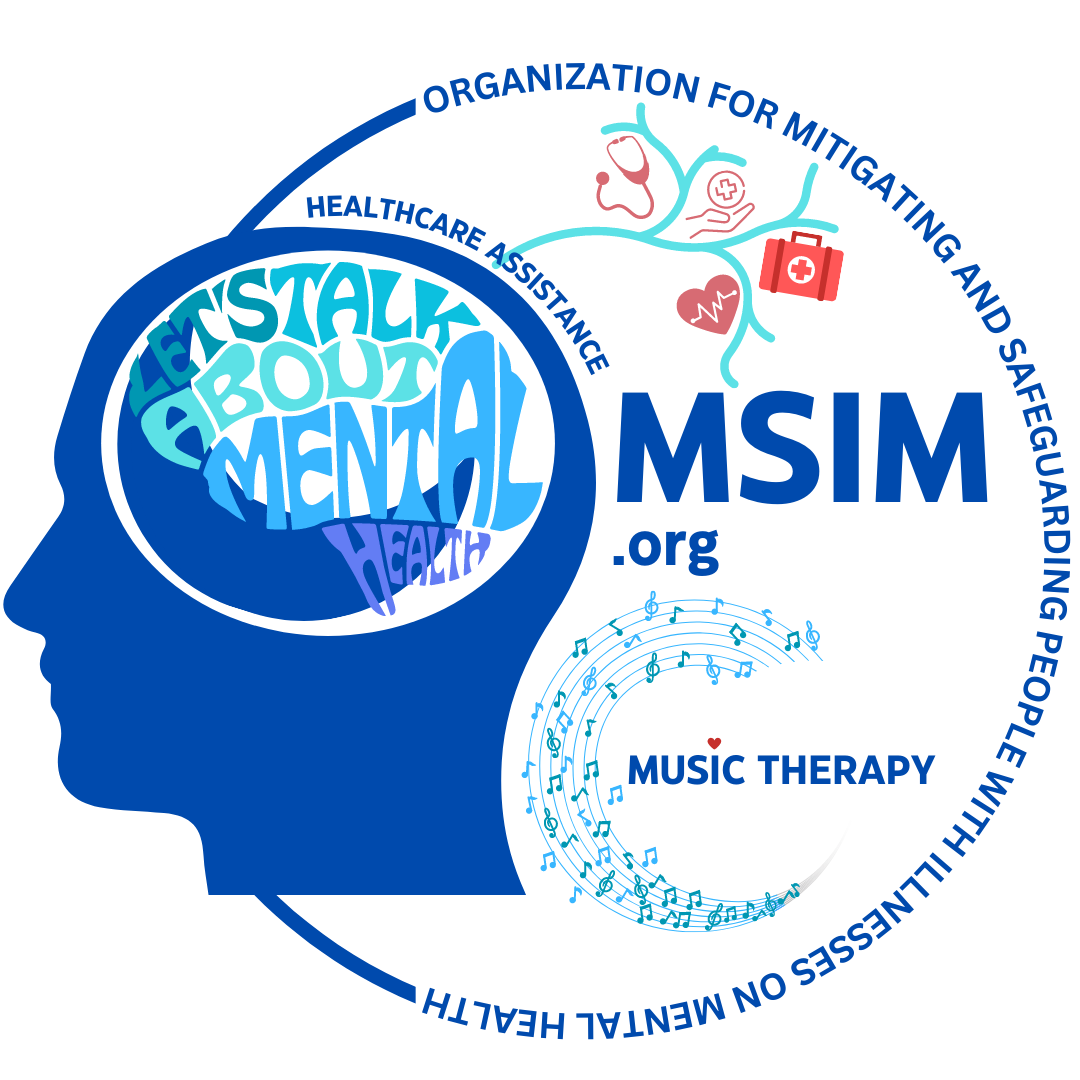 ORGANIZATION FOR MITIGATING AND SAFEGUARDING PEOPLE WITH ILLNESSES ON MENTAL HEALTH
HEALTHCARE ASSISTANCE
LET'S TALK
ABOUT
MENTAL
HEALTH
MSIM
.org
MUSIC THERAPY